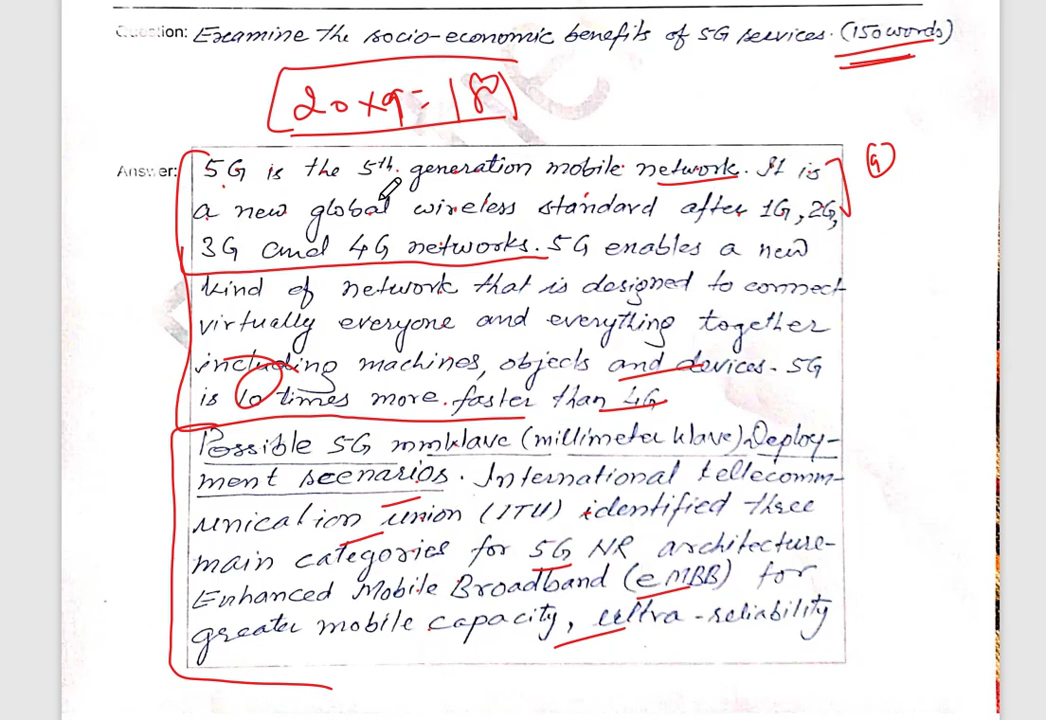 Question: Examine the socio-economic benefits of 5G services. (150 words)
20x9=180
Answer:
5G is the 5th generation mobile network. It is
a new global wireless standard after 1G, 2G,
3G and 4G networks. 5G enables a new
kind of network that is designed to connect
virtually everyone and everything together
including machines, objects and devices. 5G
is 10 times more faster than 4G
Possible 5G mmWave (millimeter Wave) Deploy-
ment scenarios. International tellecomm-
unication union (ITU) identified three
main categories for 5G NR architecture-
Enhanced Mobile Broadband (eMBB) for
greater mobile capacity, ultra-reliability